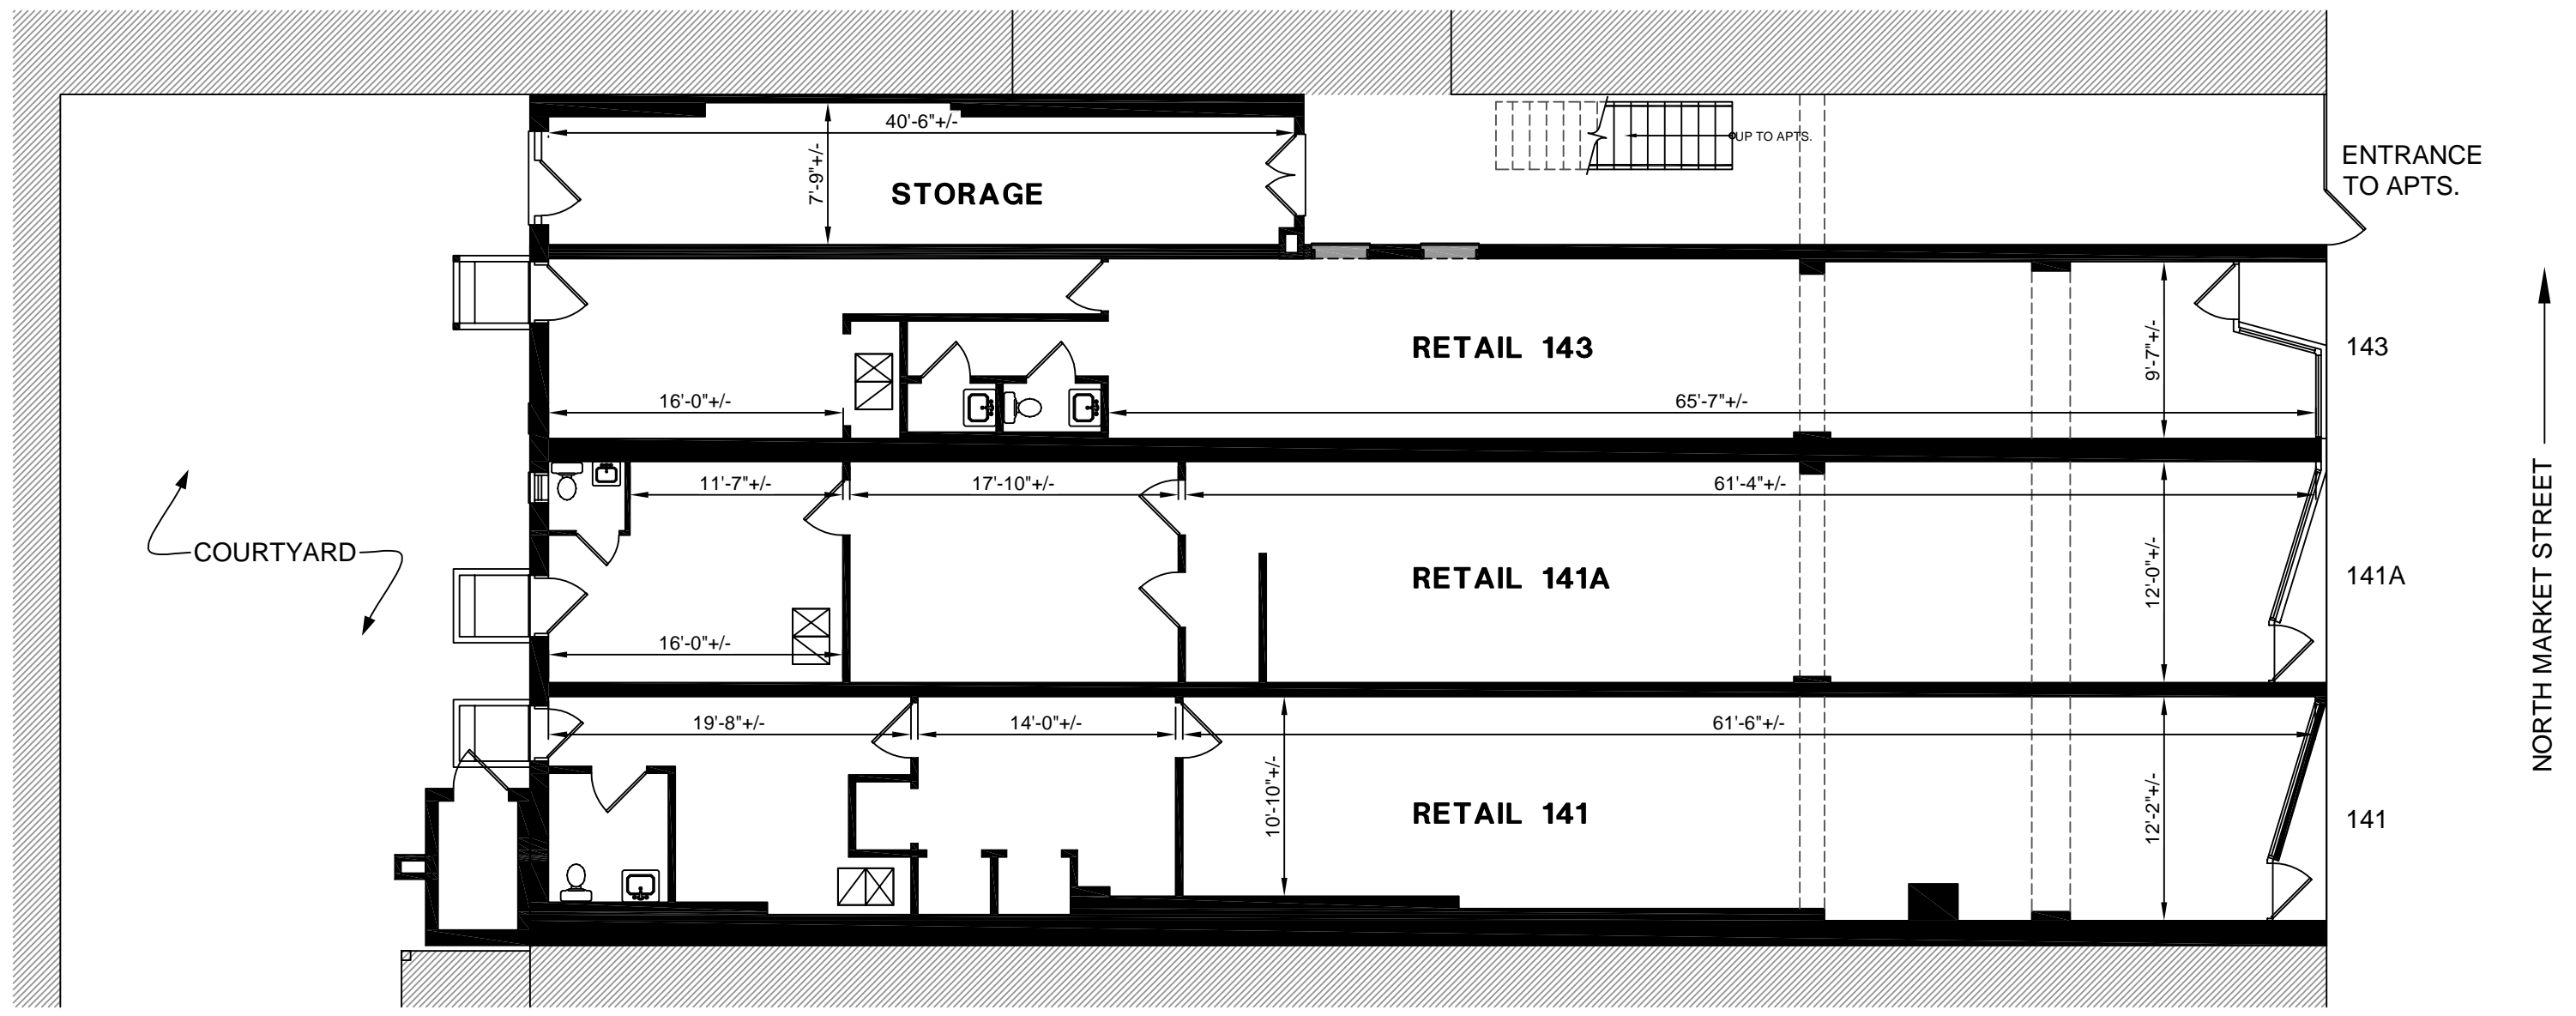 40'-6"+/-
UP TO APTS.
ENTRANCE
TO APTS.
7'-9"+/-
STORAGE
RETAIL 143
143
9'-7"+/-
16'-0"+/-
65'-7"+/-
11'-7"+/-
17'-10"+/-
61'-4"+/-
COURTYARD
RETAIL 141A
141A
12'-0"+/-
16'-0"+/-
NORTH MARKET STREET
19'-8"+/-
14'-0"+/-
61'-6"+/-
10'-10"+/-
RETAIL 141
12'-2"+/-
141